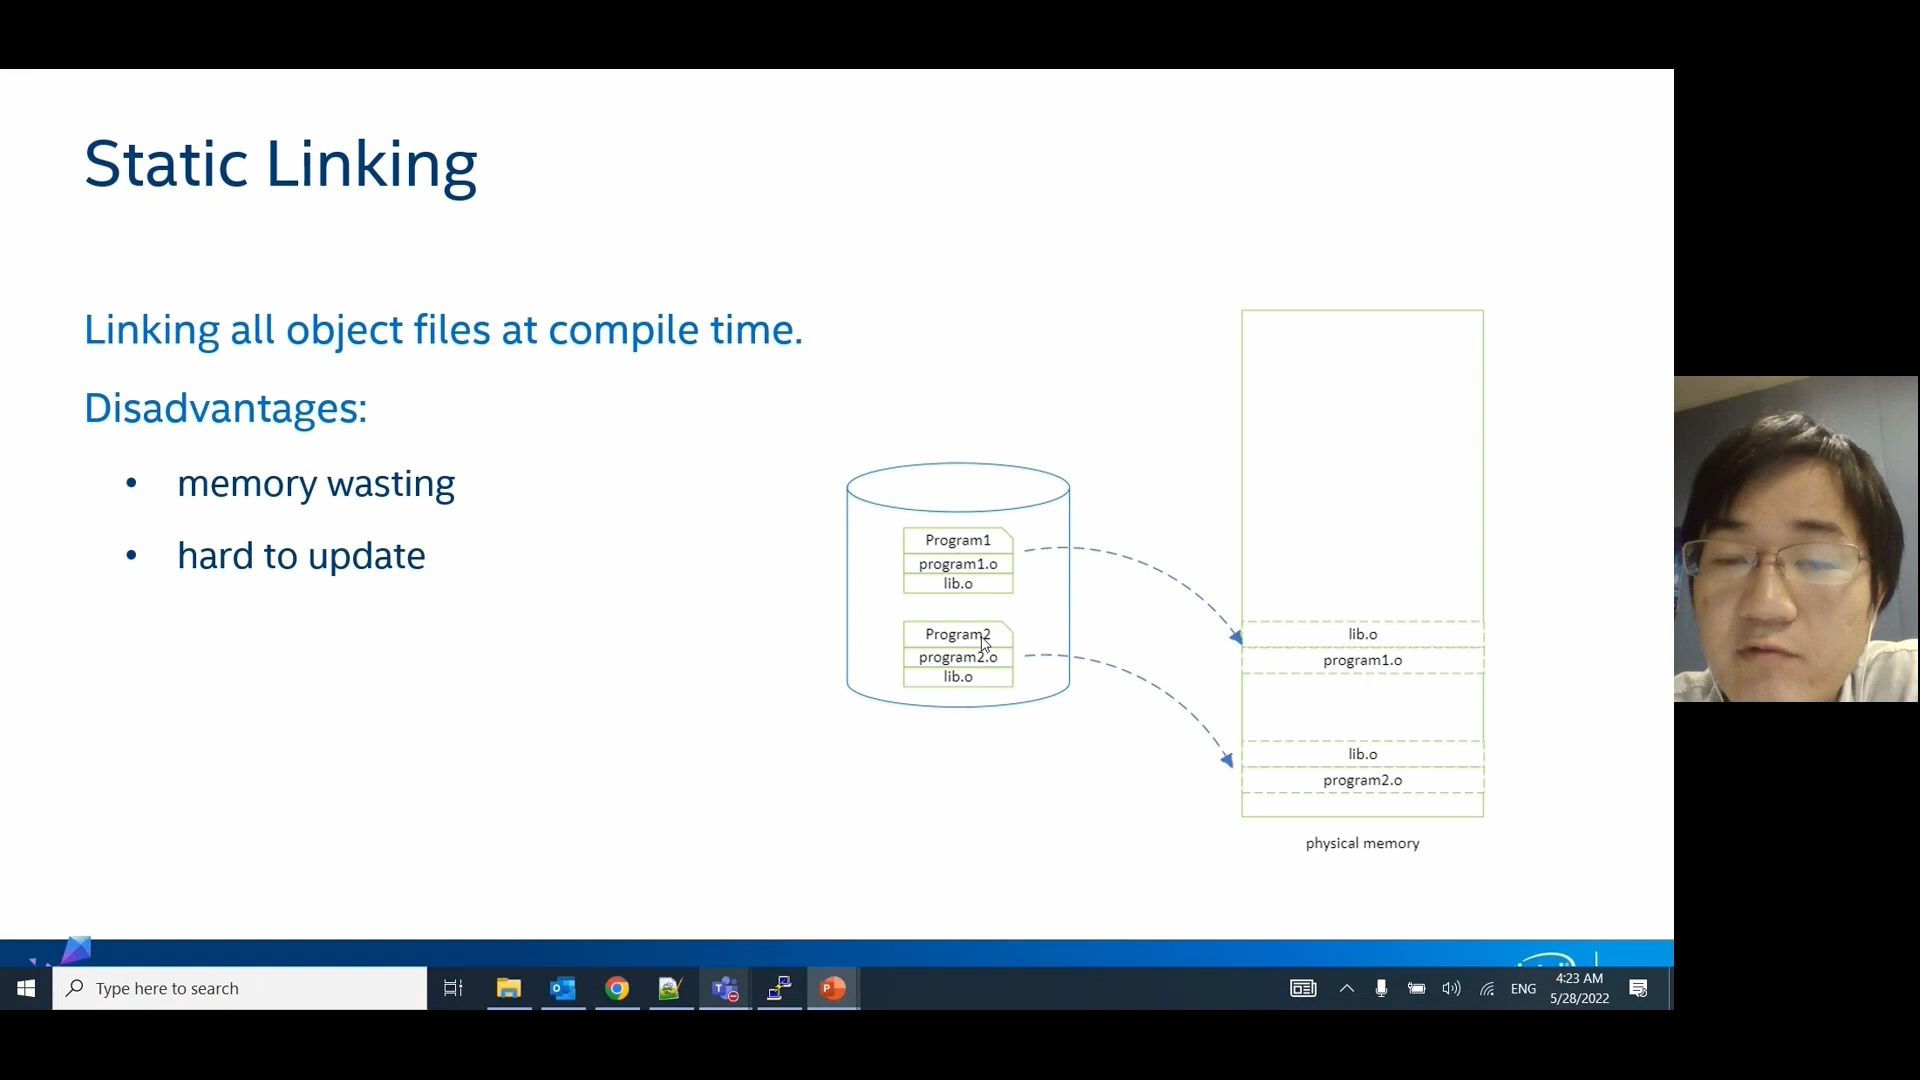 Static Linking
Linking all object files at compile time.
Disadvantages:
• memory wasting
• hard to update
Program1
program1.o
lib.o
Program2
program2.o
lib.o
lib.o
program1.o
lib.o
program2.o
physical memory
Type here to search
ENG
4:23 AM
5/28/2022